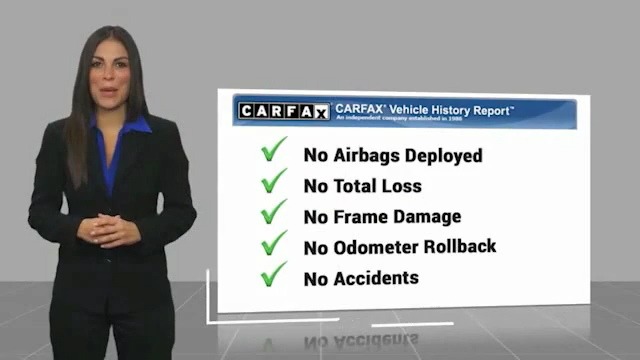 CARFAX CARFAX® Vehicle History Report™
An independent company established in 1986
No Airbags Deployed
No Total Loss
No Frame Damage
No Odometer Rollback
No Accidents